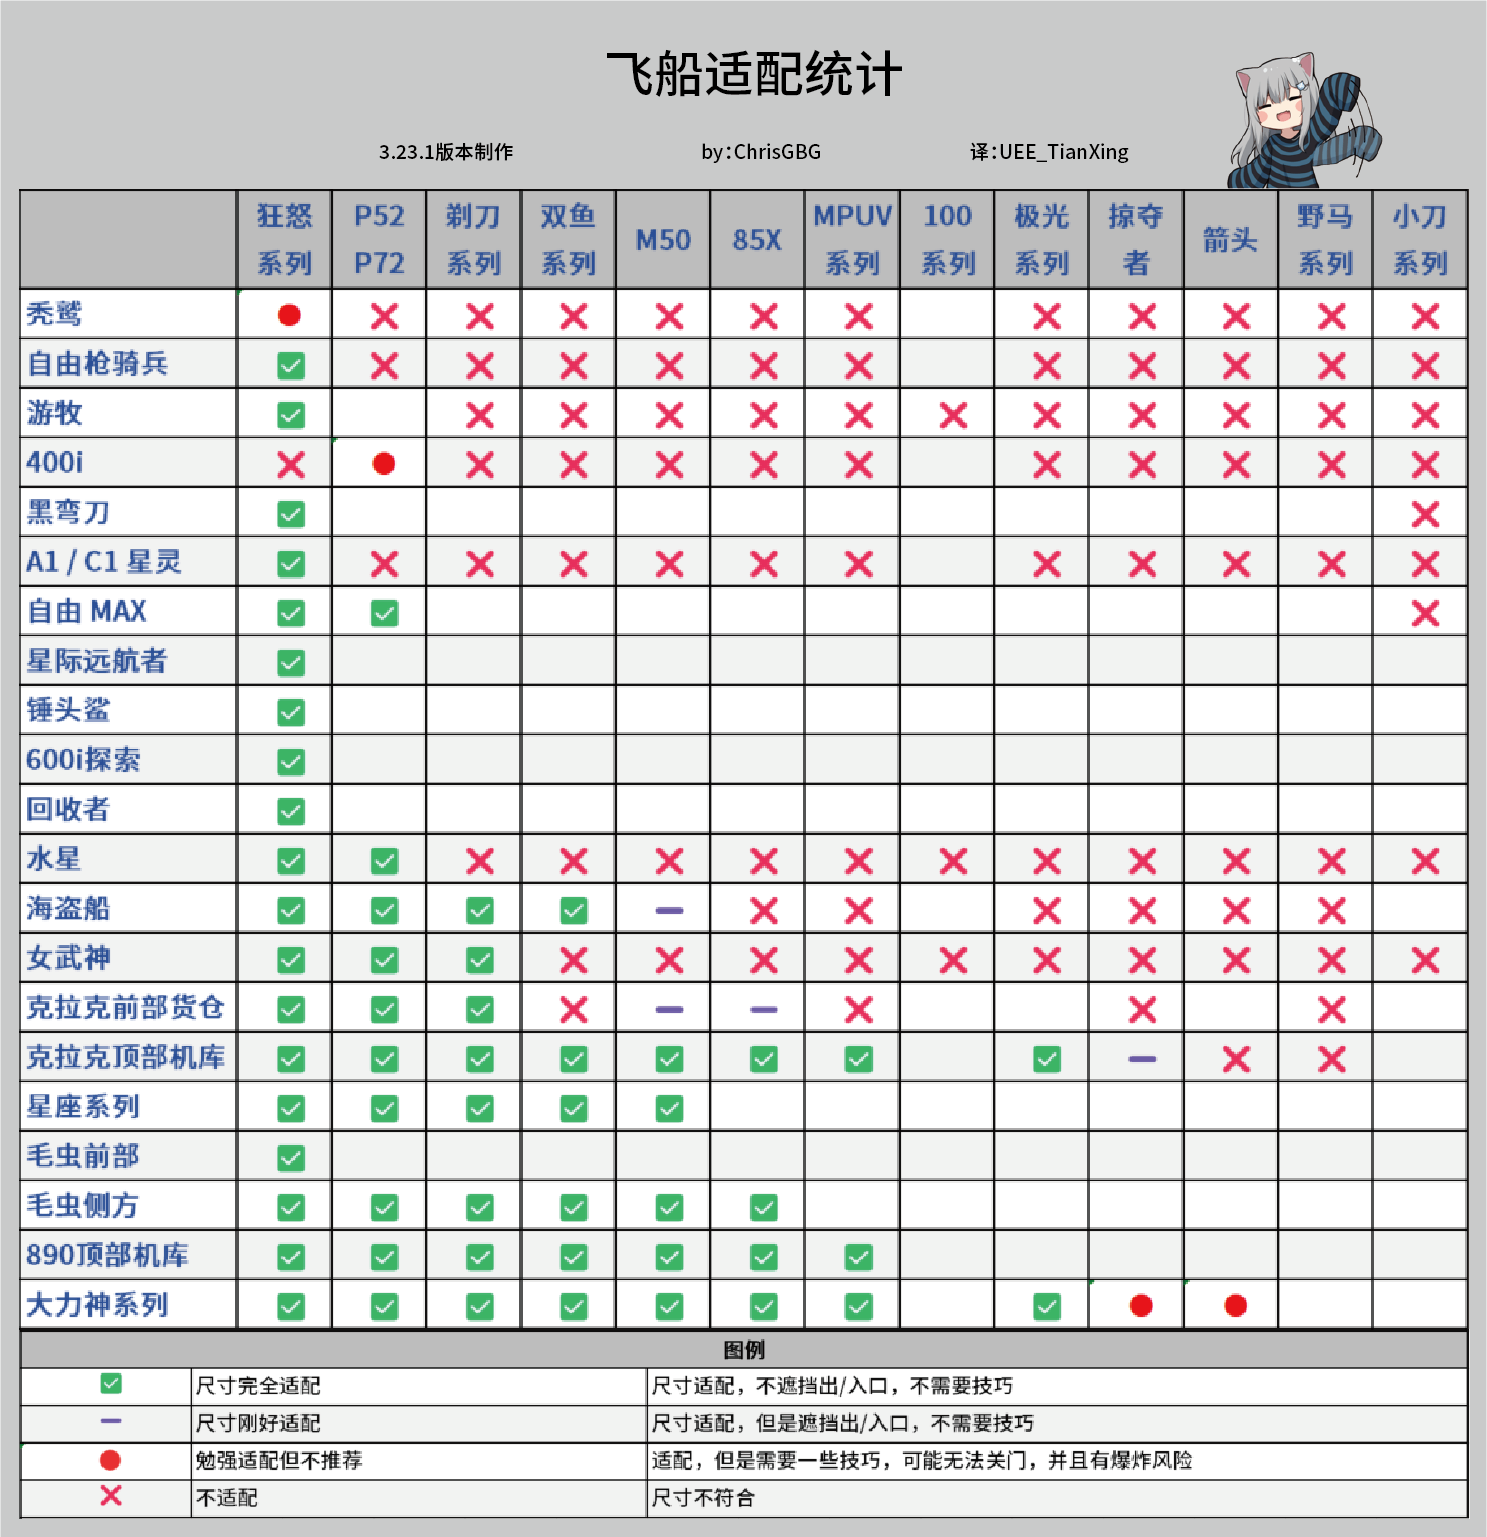 飞船适配统计
3.23.1版本制作 by:ChrisGBG 译:UEE_TianXing
狂怒系列 P52 P72 剃刀系列 双鱼系列 M50 85X MPUV系列 100系列 极光系列 掠夺者 箭头 野马系列 小刀系列
秃鹫
自由枪骑兵
游牧
400i
黑弯刀
A1 / C1 星灵
自由 MAX
星际远航者
锤头鲨
600i探索
回收者
水星
海盗船
女武神
克拉克前部货仓
克拉克顶部机库
星座系列
毛虫前部
毛虫侧方
890顶部机库
大力神系列
图例
尺寸完全适配 尺寸适配，不遮挡出/入口，不需要技巧
尺寸刚好适配 尺寸适配，但是遮挡出/入口，不需要技巧
勉强适配但不推荐 适配，但是需要一些技巧，可能无法关门，并且有爆炸风险
不适配 尺寸不符合